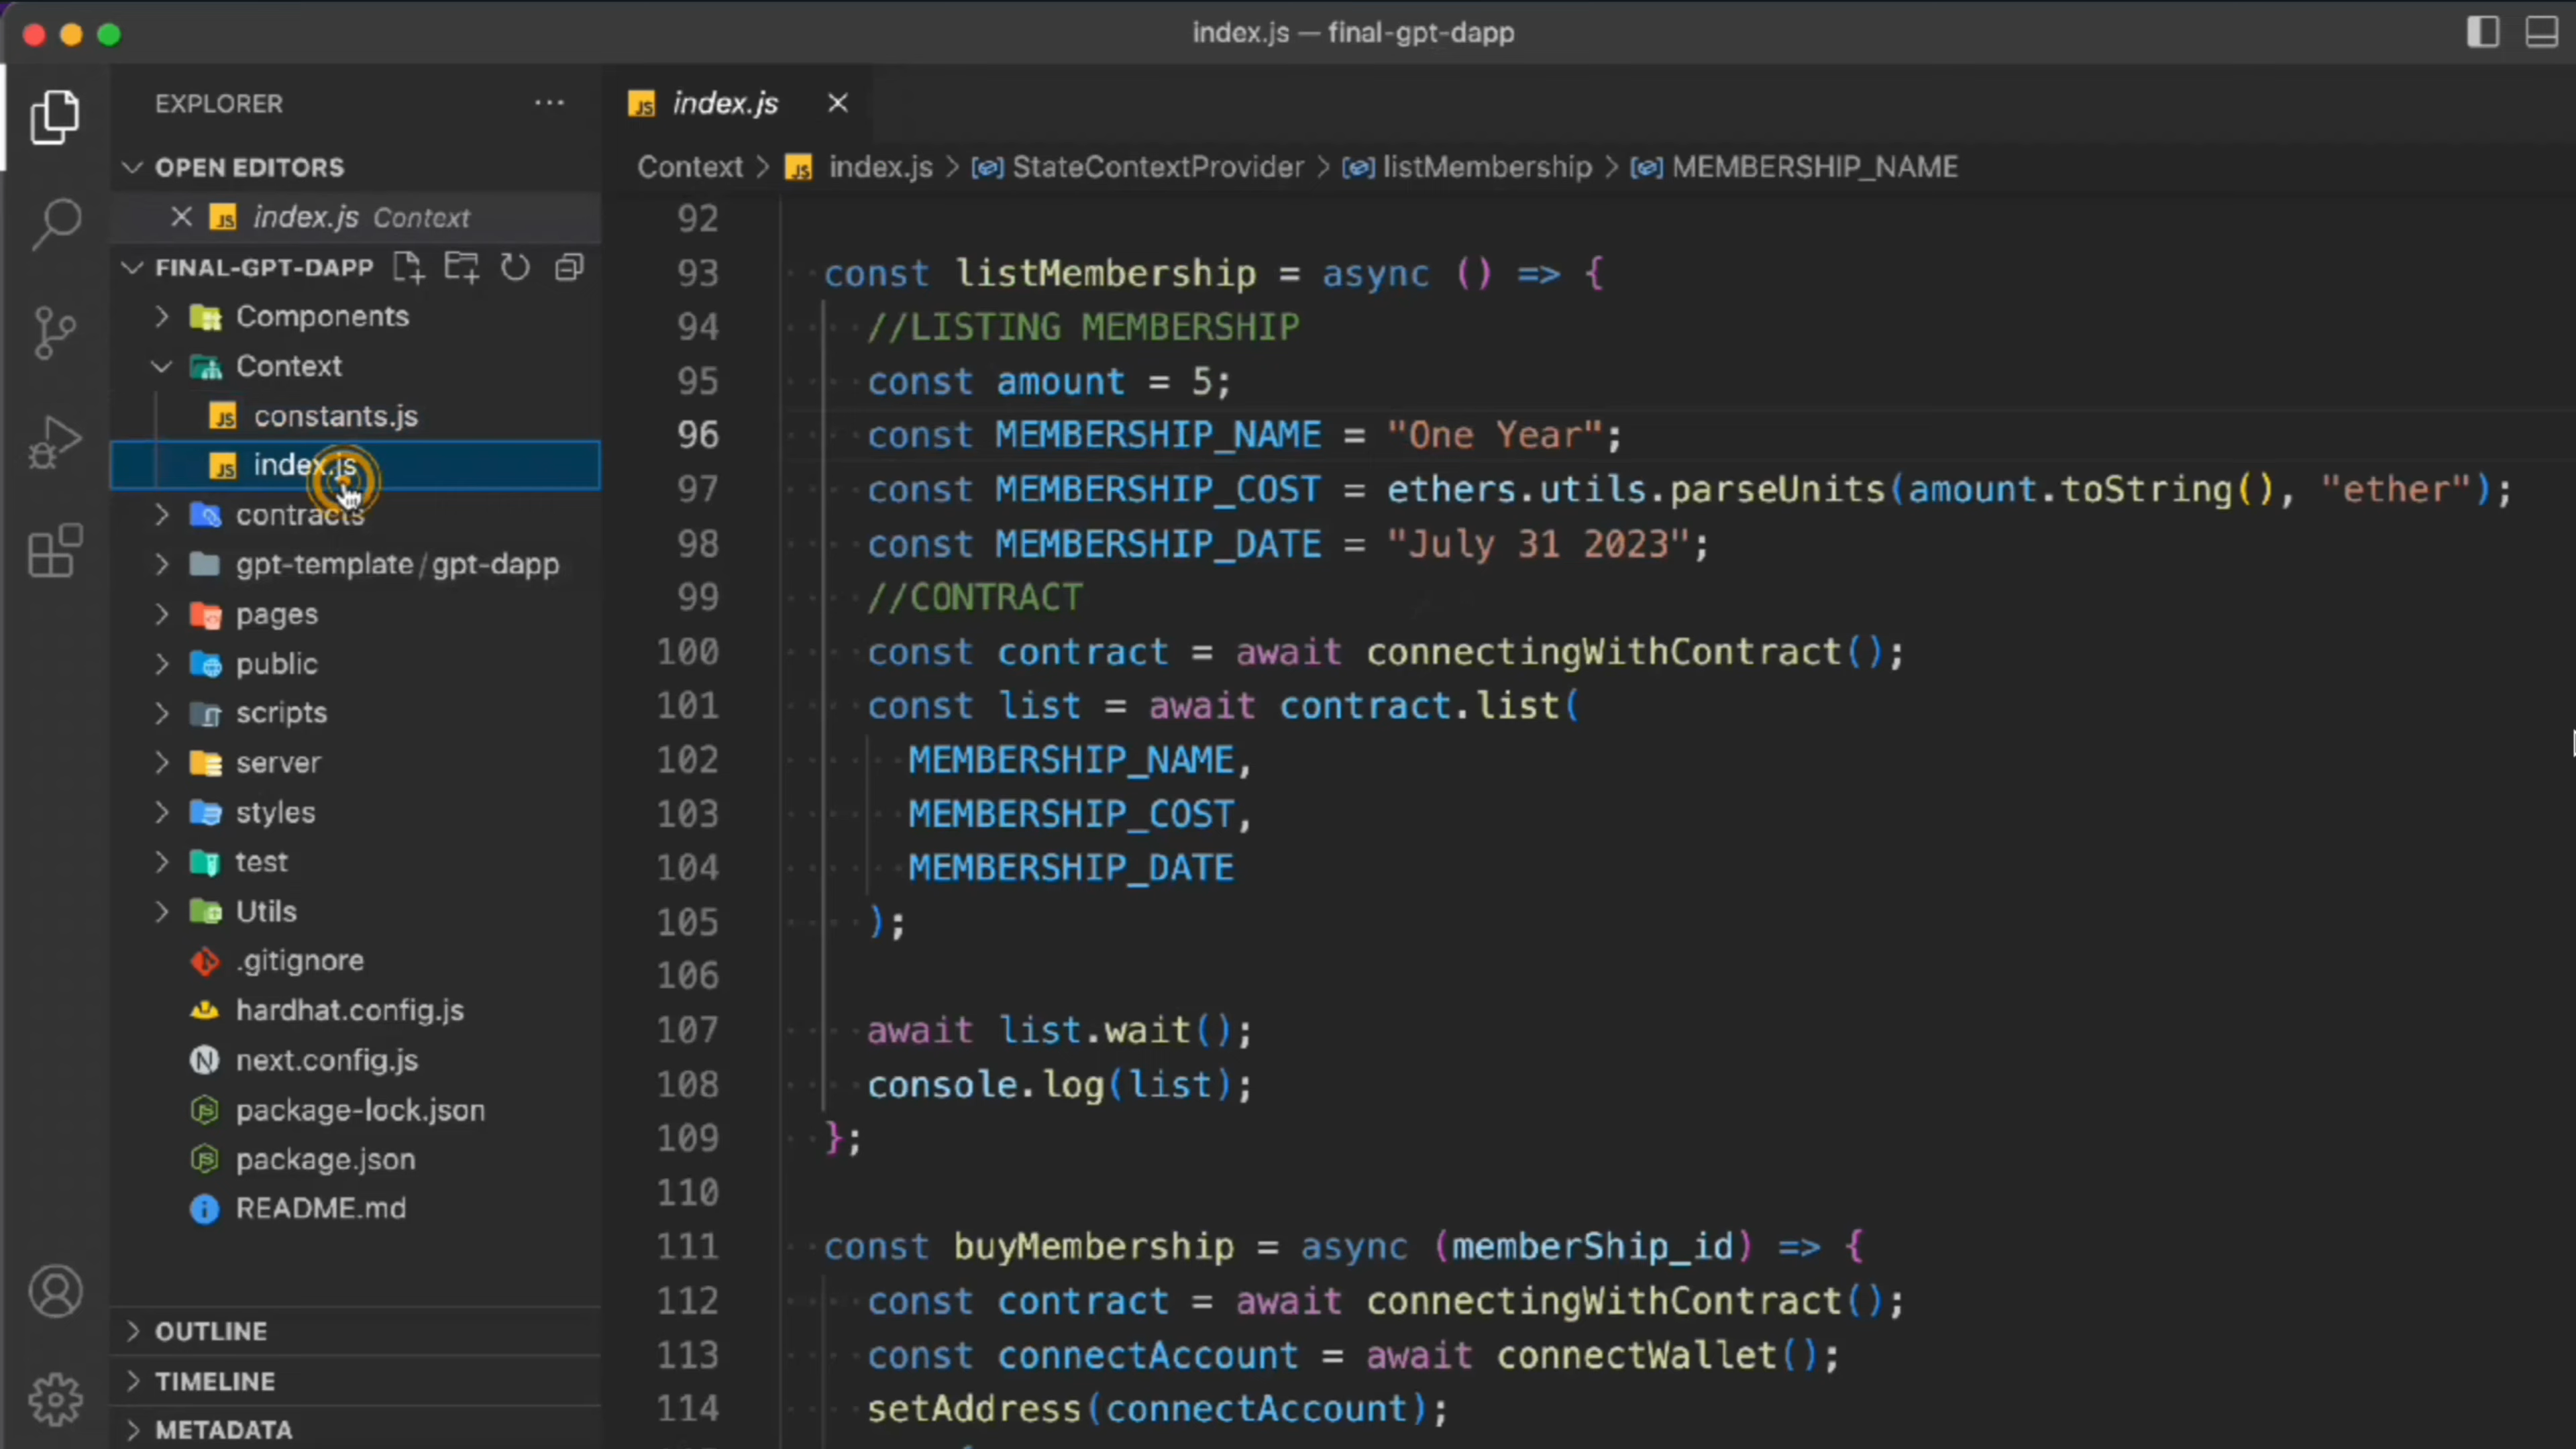 index.js — final-gpt-dapp
EXPLORER
OPEN EDITORS
index.js Context
FINAL-GPT-DAPP
Components
Context
constants.js
index.js
contracts
gpt-template/gpt-dapp
pages
public
scripts
server
styles
test
Utils
.gitignore
hardhat.config.js
next.config.js
package-lock.json
package.json
README.md
OUTLINE
TIMELINE
METADATA
index.js
Context > index.js > StateContextProvider > listMembership > MEMBERSHIP_NAME
92
93 const listMembership = async () => {
94 //LISTING MEMBERSHIP
95 const amount = 5;
96 const MEMBERSHIP_NAME = "One Year";
97 const MEMBERSHIP_COST = ethers.utils.parseUnits(amount.toString(), "ether");
98 const MEMBERSHIP_DATE = "July 31 2023";
99 //CONTRACT
100 const contract = await connectingWithContract();
101 const list = await contract.list(
102 MEMBERSHIP_NAME,
103 MEMBERSHIP_COST,
104 MEMBERSHIP_DATE
105 );
106
107 await list.wait();
108 console.log(list);
109 };
110
111 const buyMembership = async (memberShip_id) => {
112 const contract = await connectingWithContract();
113 const connectAccount = await connectWallet();
114 setAddress(connectAccount);